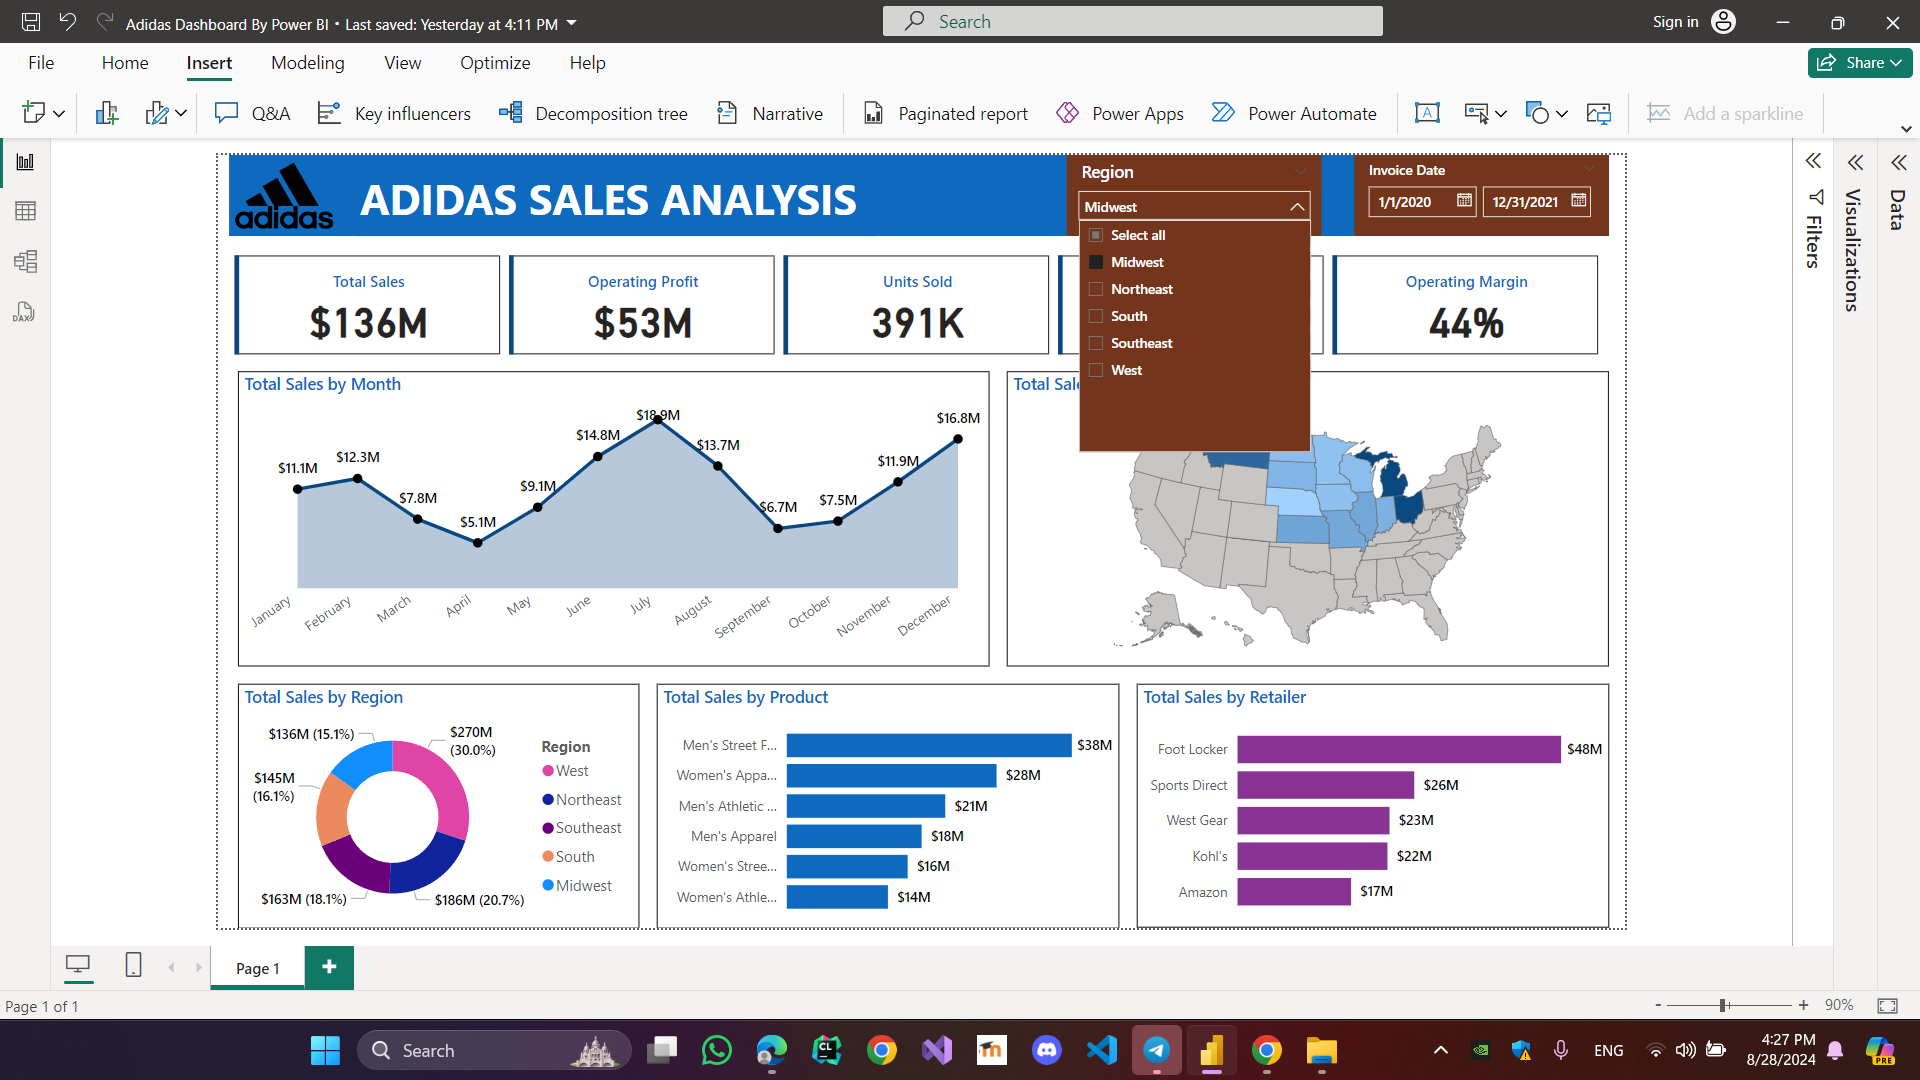 Adidas Dashboard By Power BI • Last saved: Yesterday at 4:11 PM
Search
Sign in
File Home Insert Modeling View Optimize Help
Share
Q&A Key influencers Decomposition tree Narrative Paginated report Power Apps Power Automate Add a sparkline
adidas
ADIDAS SALES ANALYSIS
Region
Midwest
Select all
Midwest
Northeast
South
Southeast
West
Invoice Date
1/1/2020 12/31/2021
Filters
Visualizations
Data
DAX
Total Sales
$136M
Operating Profit
$53M
Units Sold
391K
Operating Margin
44%
Total Sales by Month
$11.1M
$12.3M
$7.8M
$5.1M
$9.1M
$14.8M
$18.9M
$13.7M
$6.7M
$7.5M
$11.9M
$16.8M
January
February
March
April
May
June
July
August
September
October
November
December
Total Sal
Total Sales by Region
$136M (15.1%)
$270M
(30.0%)
$145M
(16.1%)
$163M (18.1%)
$186M (20.7%)
Region
West
Northeast
Southeast
South
Midwest
Total Sales by Product
Men's Street F... $38M
Women's Appa... $28M
Men's Athletic ... $21M
Men's Apparel $18M
Women's Stree... $16M
Women's Athle... $14M
Total Sales by Retailer
Foot Locker $48M
Sports Direct $26M
West Gear $23M
Kohl's $22M
Amazon $17M
Page 1
Page 1 of 1
- + 90%
Search
CL
ENG
4:27 PM
8/28/2024
PRE